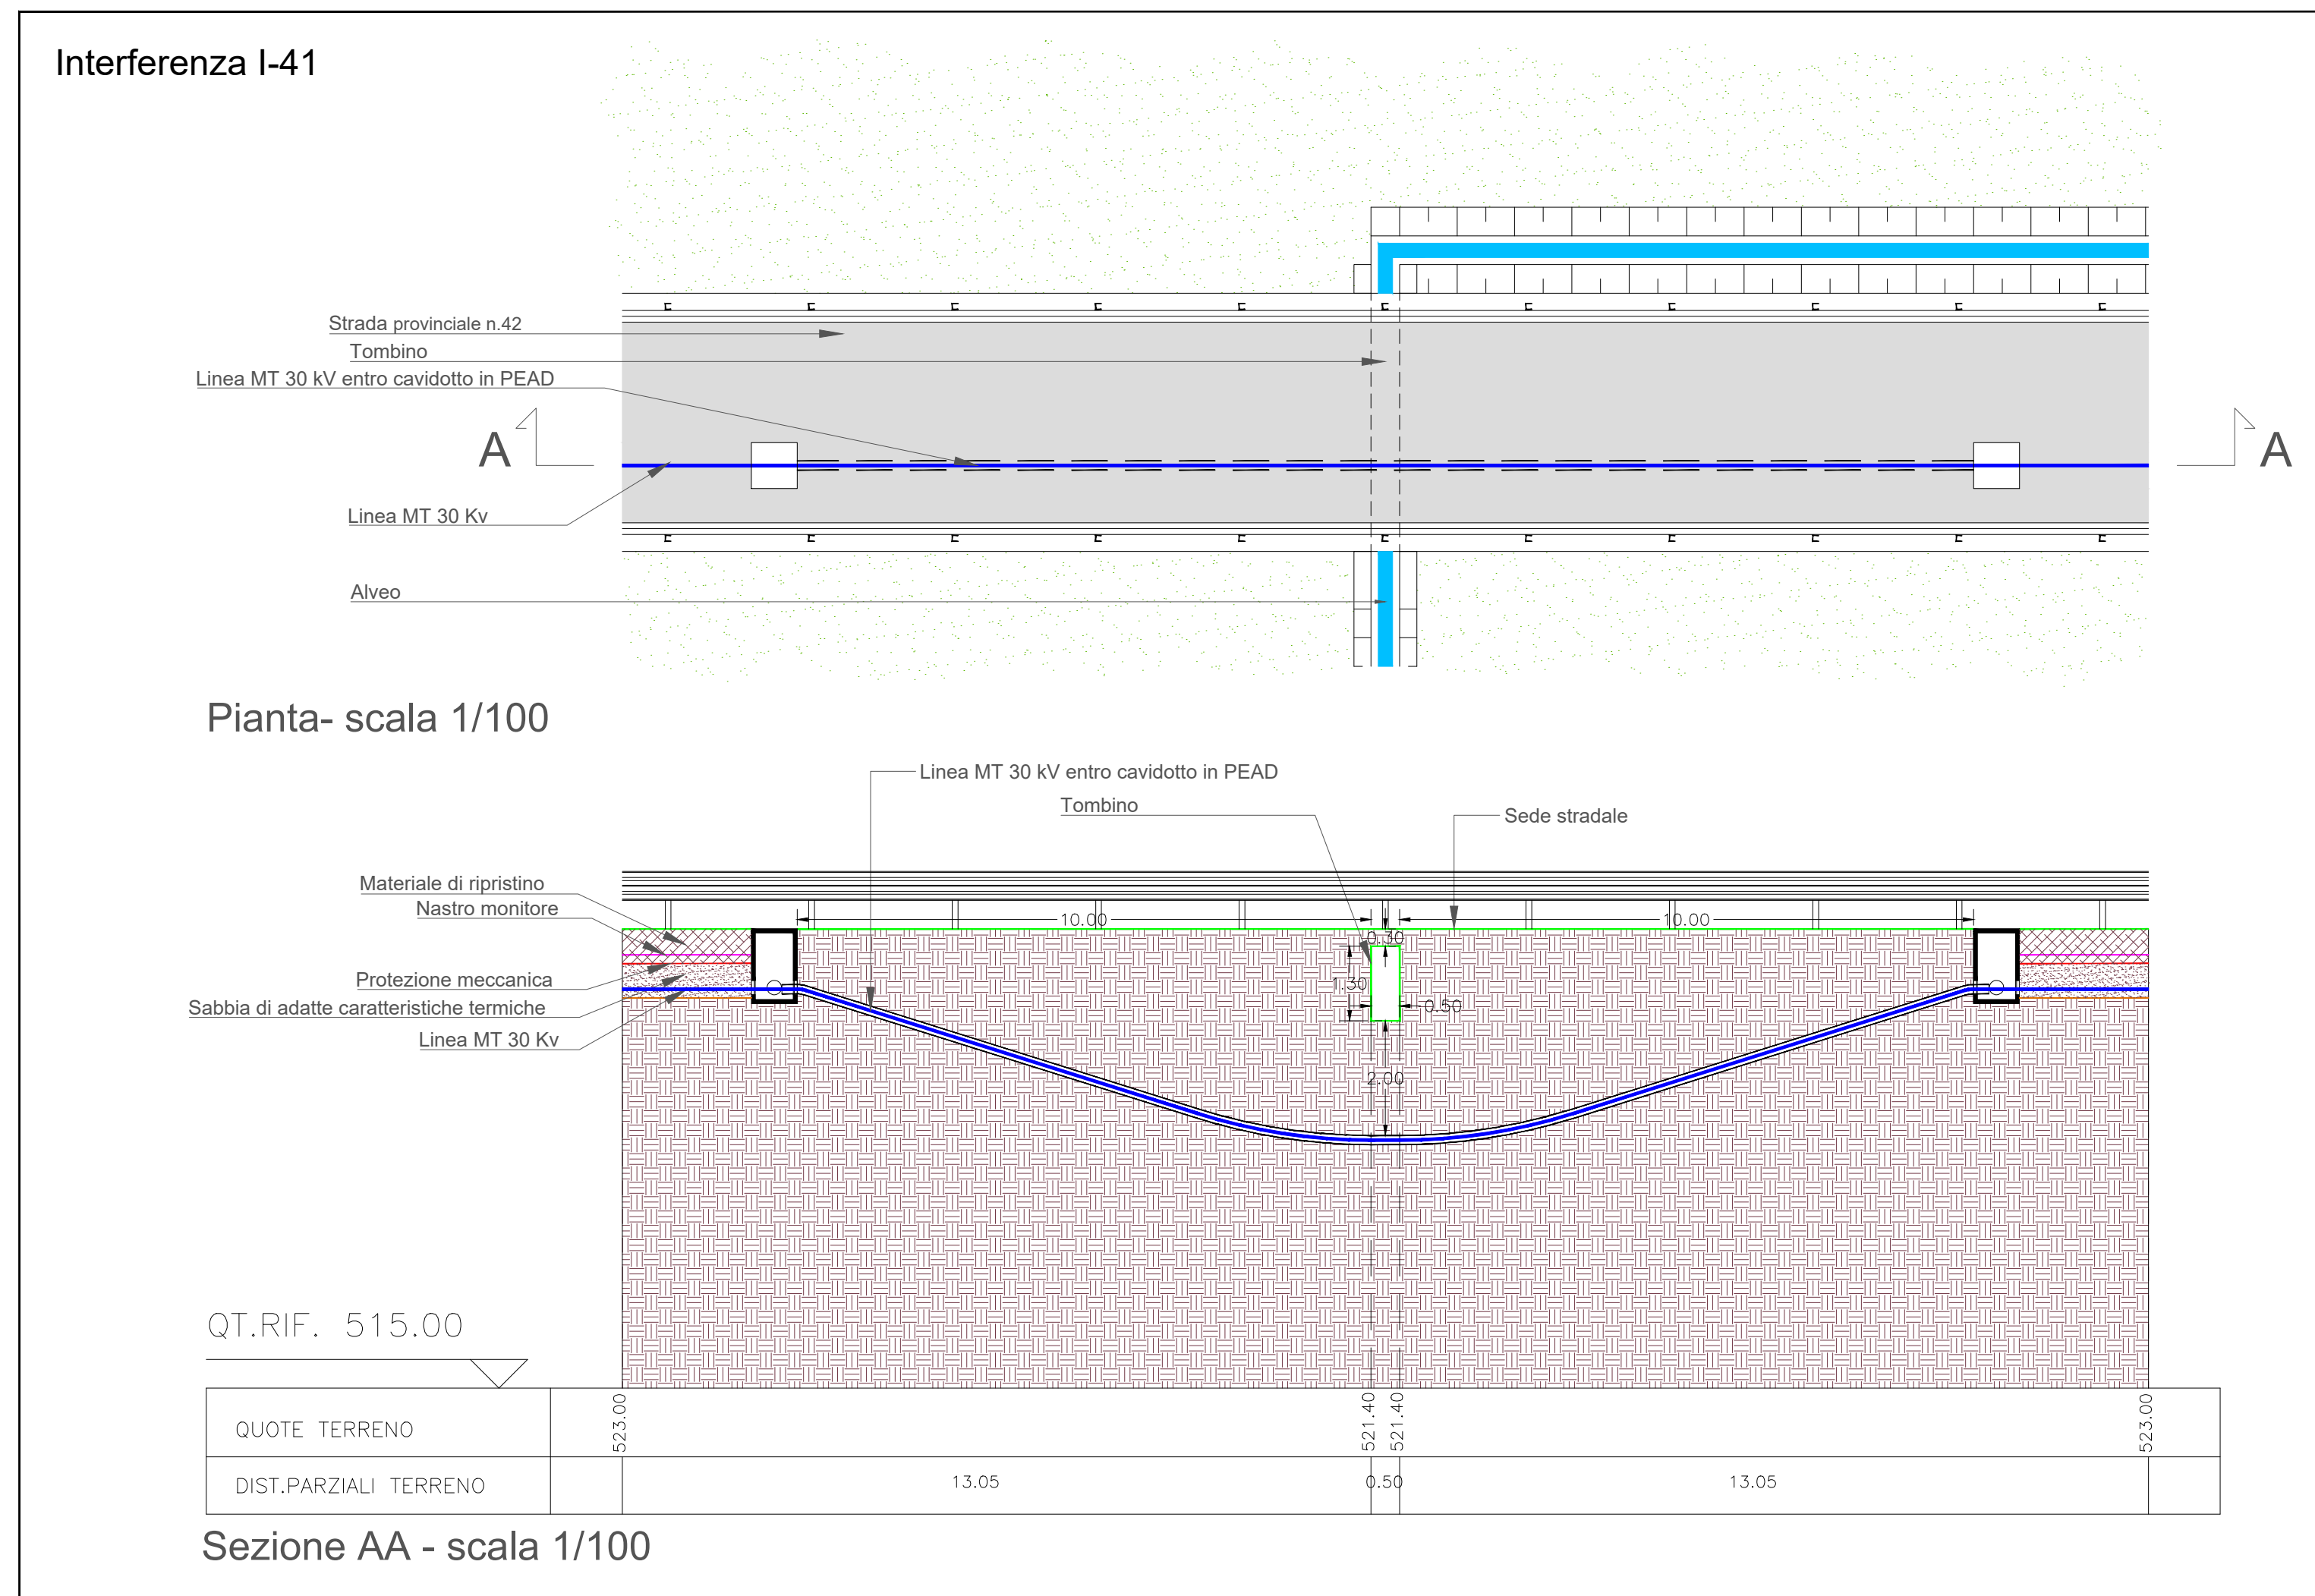 Interferenza I-41
Strada provinciale n.42
Tombino
Linea MT 30 kV entro cavidotto in PEAD
A
A
Linea MT 30 Kv
Alveo
Pianta- scala 1/100
Linea MT 30 kV entro cavidotto in PEAD
Tombino
Sede stradale
Materiale di ripristino
Nastro monitore
Protezione meccanica
Sabbia di adatte caratteristiche termiche
Linea MT 30 Kv
10.00
10.00
0.30
1.30
0.50
2.00
QT.RIF. 515.00
QUOTE TERRENO
523.00
521.40
521.40
523.00
DIST.PARZIALI TERRENO
13.05
0.50
13.05
Sezione AA - scala 1/100